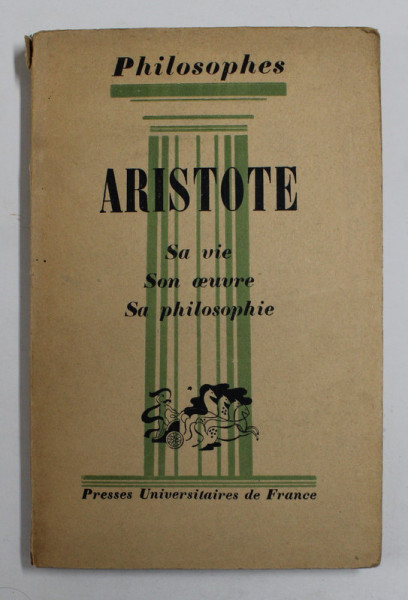 Philosophes
ARISTOTE
Sa vie
Son œuvre
Sa philosophie
Presses Universitaires de France